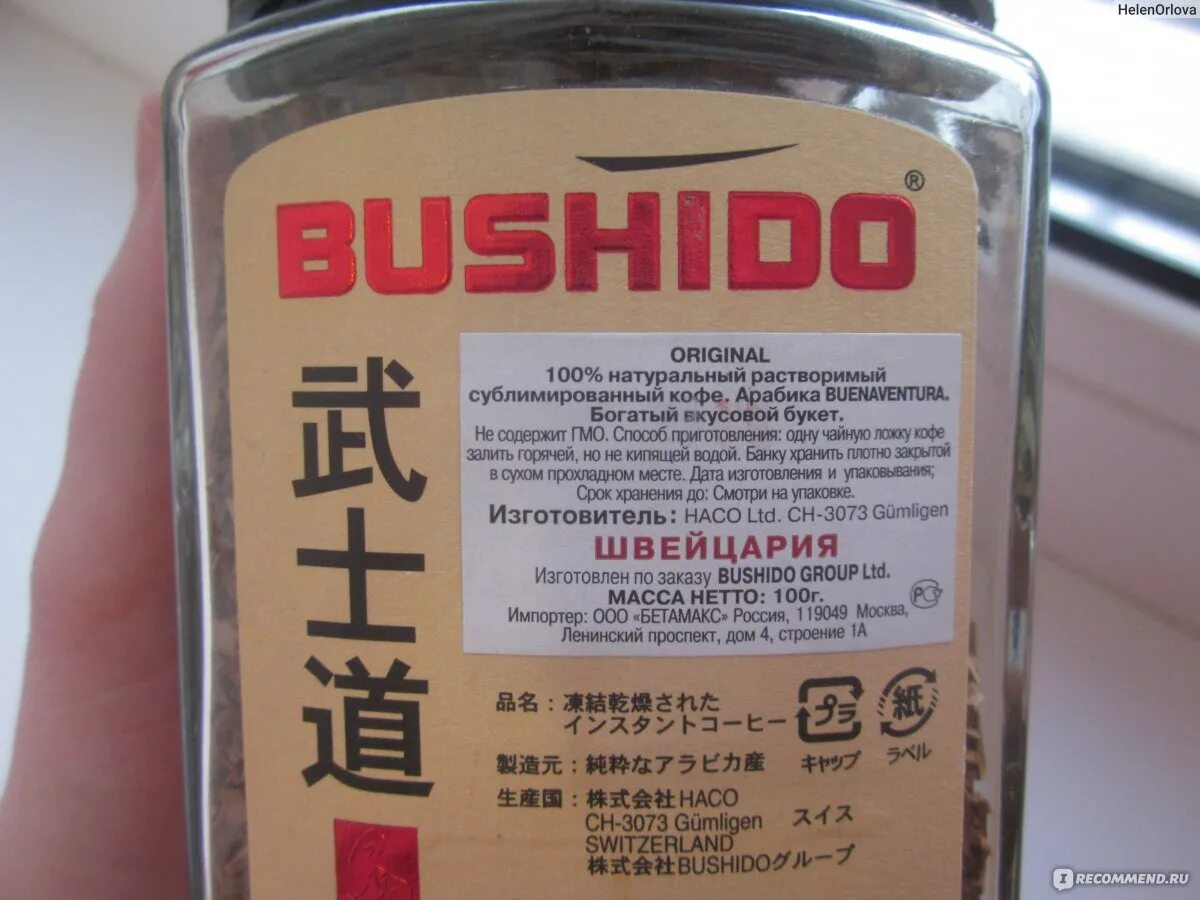 HelenOrlova
BUSHIDO®
武士道
ORIGINAL
100% натуральный растворимый
сублимированный кофе. Арабика BUENAVENTURA.
Богатый вкусовой букет.
Не содержит ГМО. Способ приготовления: одну чайную ложку кофе
залить горячей, но не кипящей водой. Банку хранить плотно закрытой
в сухом прохладном месте. Дата изготовления и упаковывания;
Срок хранения до: Смотри на упаковке.
Изготовитель: HACO Ltd. CH-3073 Gümligen
ШВЕЙЦАРИЯ
Изготовлен по заказу BUSHIDO GROUP Ltd.
МАССА НЕТТО: 100г.
РСТ
Импортер: ООО «БЕТАМАКС» Россия, 119049 Москва,
Ленинский проспект, дом 4, строение 1А
品名：凍結乾燥された
インスタントコーヒー
プラ
キャップ
紙
ラベル
製造元：純粋なアラビカ産
生産国：株式会社HACO
CH-3073 Gümligen スイス
SWITZERLAND
株式会社BUSHIDOグループ
I RECOMMEND.RU